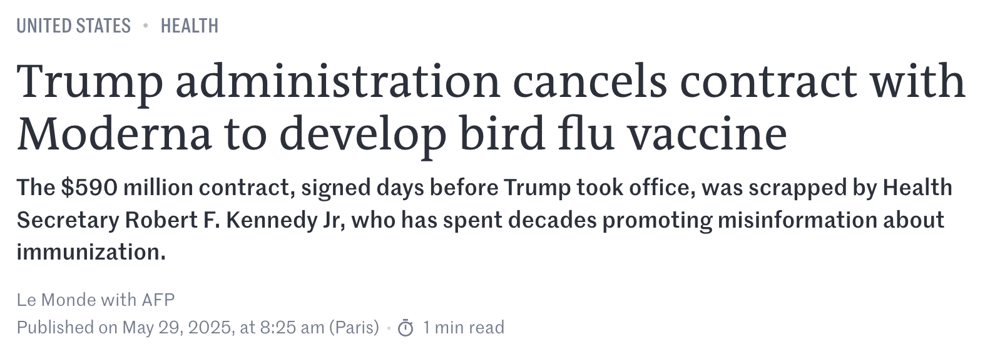 UNITED STATES • HEALTH
Trump administration cancels contract with
Moderna to develop bird flu vaccine
The $590 million contract, signed days before Trump took office, was scrapped by Health
Secretary Robert F. Kennedy Jr, who has spent decades promoting misinformation about
immunization.
Le Monde with AFP
Published on May 29, 2025, at 8:25 am (Paris) • 1 min read